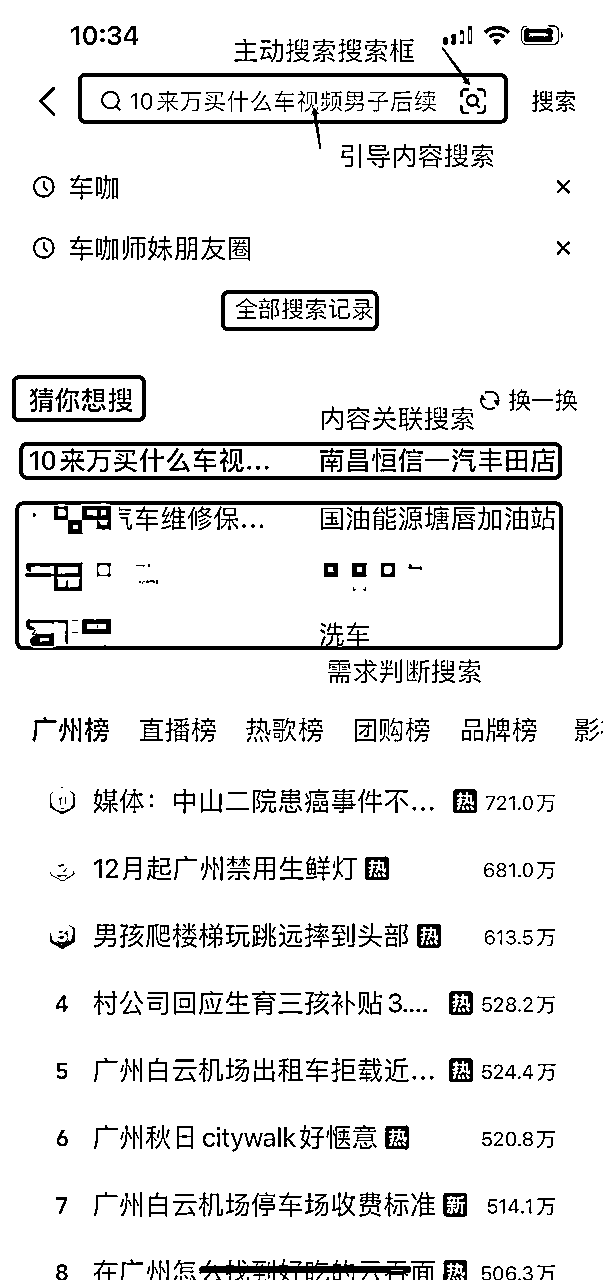 10:34
主动搜索搜索框
10来万买什么车视频男子后续 搜索
引导内容搜索
车咖
车咖师妹朋友圈
全部搜索记录
猜你想搜 换一换
内容关联搜索
10来万买什么车视... 南昌恒信一汽丰田店
汽车维修保... 国油能源塘唇加油站
洗车
需求判断搜索
广州榜 直播榜 热歌榜 团购榜 品牌榜
媒体：中山二院患癌事件不... 热 721.0万
12月起广州禁用生鲜灯 热 681.0万
男孩爬楼梯玩跳远摔到头部 热 613.5万
4 村公司回应生育三孩补贴3.... 热 528.2万
5 广州白云机场出租车拒载近... 热 524.4万
6 广州秋日citywalk好惬意 热 520.8万
7 广州白云机场停车场收费标准 新 514.1万
8 在广州怎么找到好吃的云吞面 热 506.3万